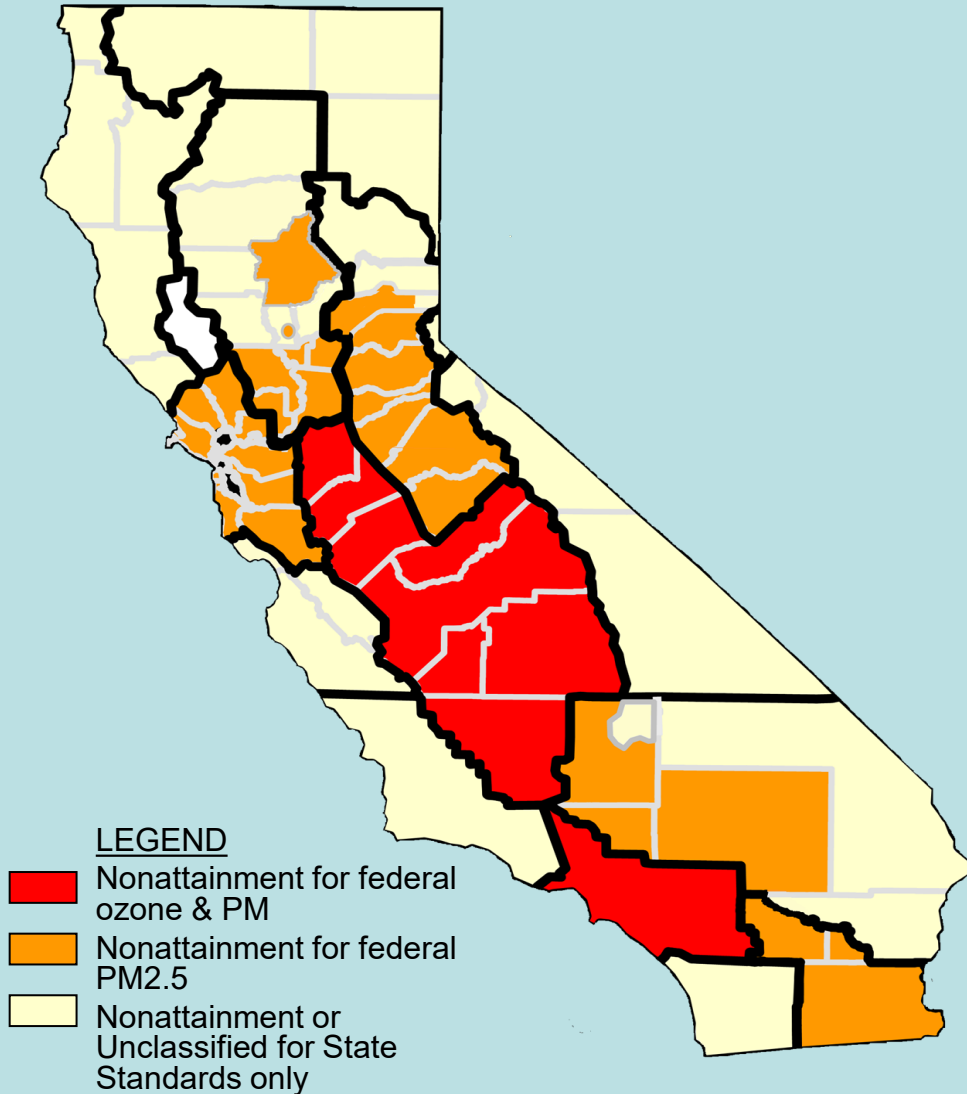 LEGEND
Nonattainment for federal
ozone & PM
Nonattainment for federal
PM2.5
Nonattainment or
Unclassified for State
Standards only